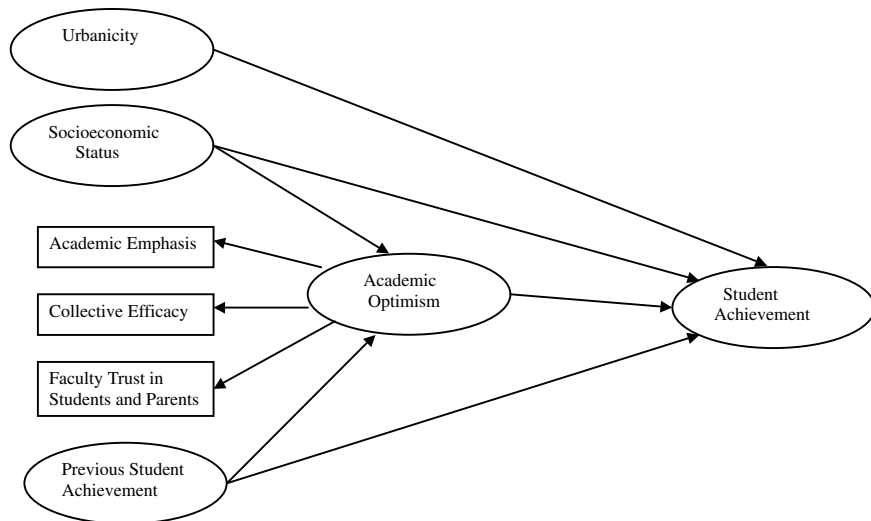 Urbanicity
Socioeconomic
Status
Academic Emphasis
Collective Efficacy
Faculty Trust in
Students and Parents
Previous Student
Achievement
Academic
Optimism
Student
Achievement